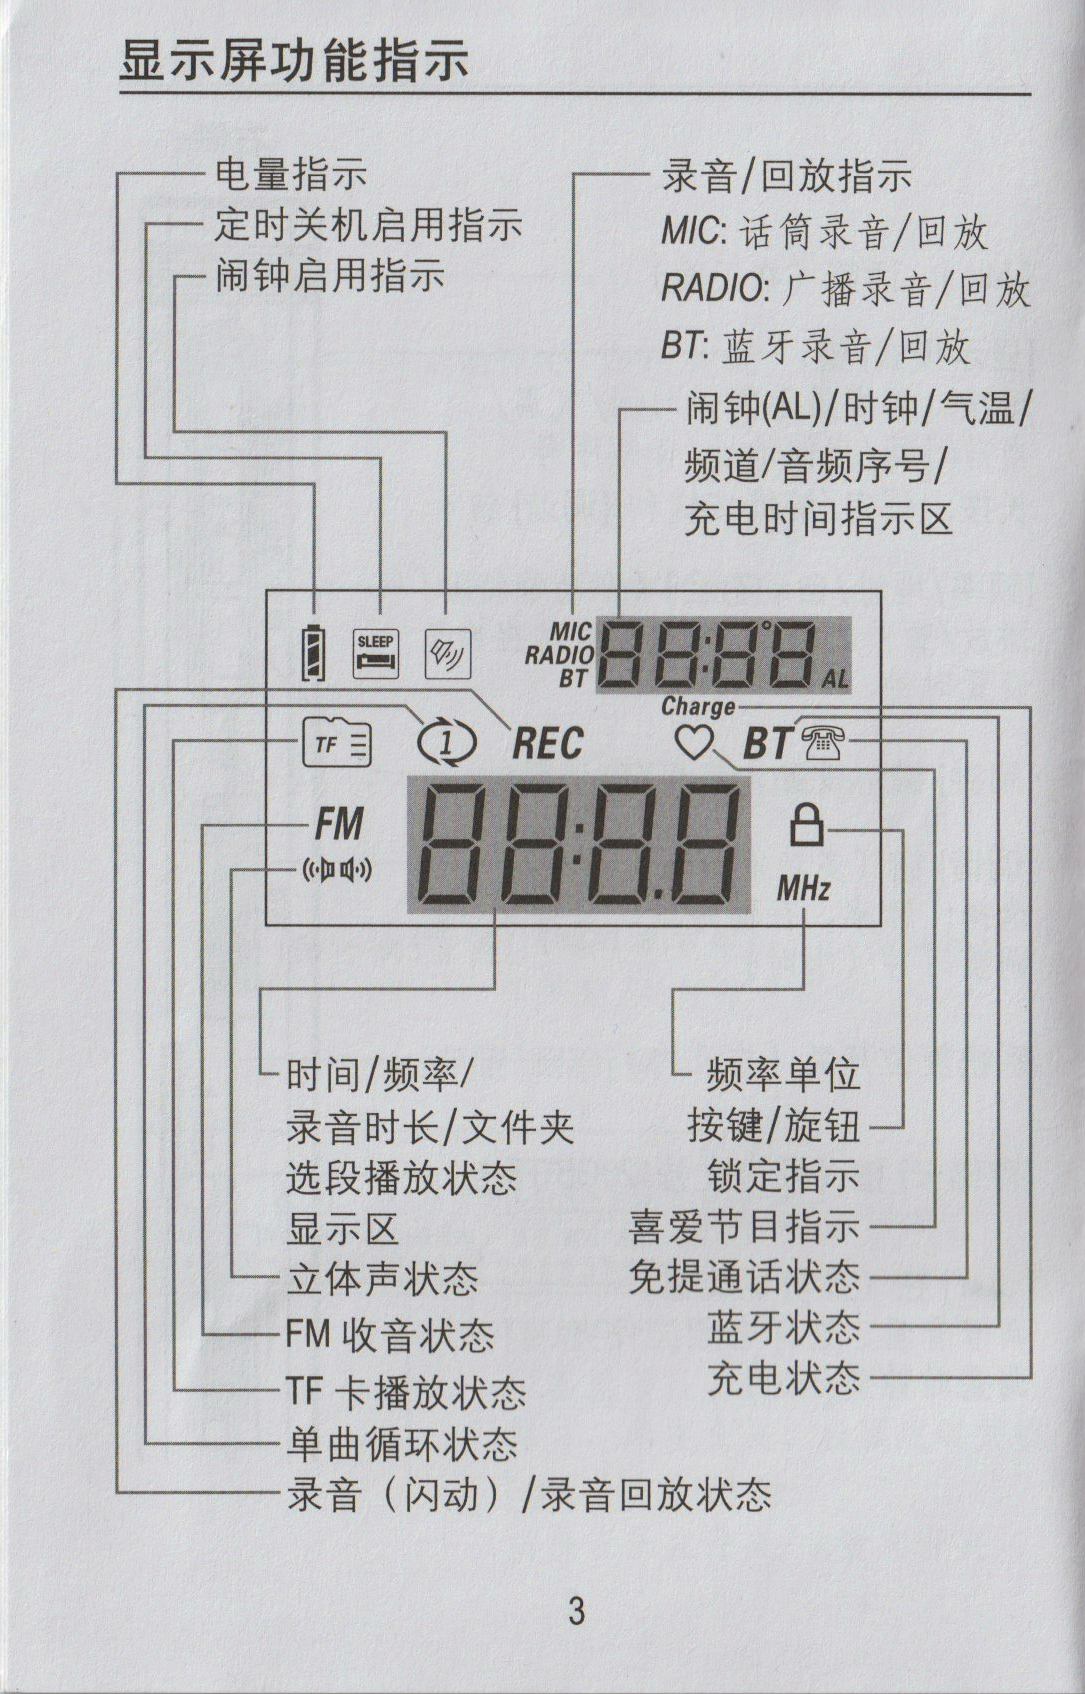 显示屏功能指示
电量指示
定时关机启用指示
闹钟启用指示
录音/回放指示
MIC: 话筒录音/回放
RADIO: 广播录音/回放
BT: 蓝牙录音/回放
闹钟(AL)/时钟/气温/
频道/音频序号/
充电时间指示区
SLEEP
MIC
RADIO
BT
88:8°8
AL
Charge
TF
1
REC
BT
FM
88:8.8
MHz
时间/频率/
录音时长/文件夹
选段播放状态
显示区
立体声状态
FM 收音状态
TF 卡播放状态
单曲循环状态
录音（闪动）/录音回放状态
频率单位
按键/旋钮
锁定指示
喜爱节目指示
免提通话状态
蓝牙状态
充电状态
3